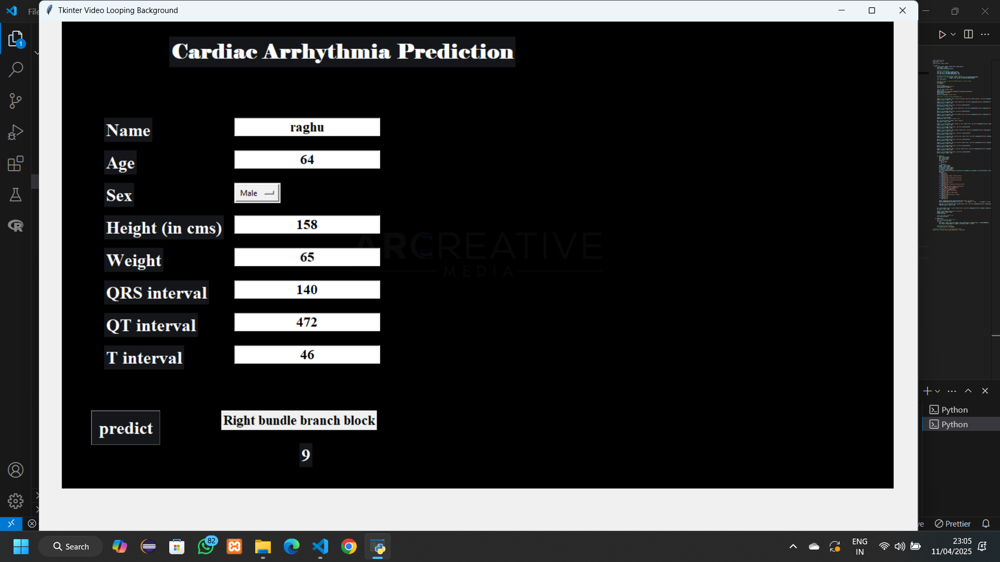 File
Tkinter Video Looping Background
1
Cardiac Arrhythmia Prediction
Name
raghu
Age
64
Sex
Male
Height (in cms)
158
ARCREATIVE
MEDIA
Weight
65
QRS interval
140
QT interval
472
T interval
46
predict
Right bundle branch block
9
Python
Python
Prettier
Search
82
ENG
IN
23:05
11/04/2025